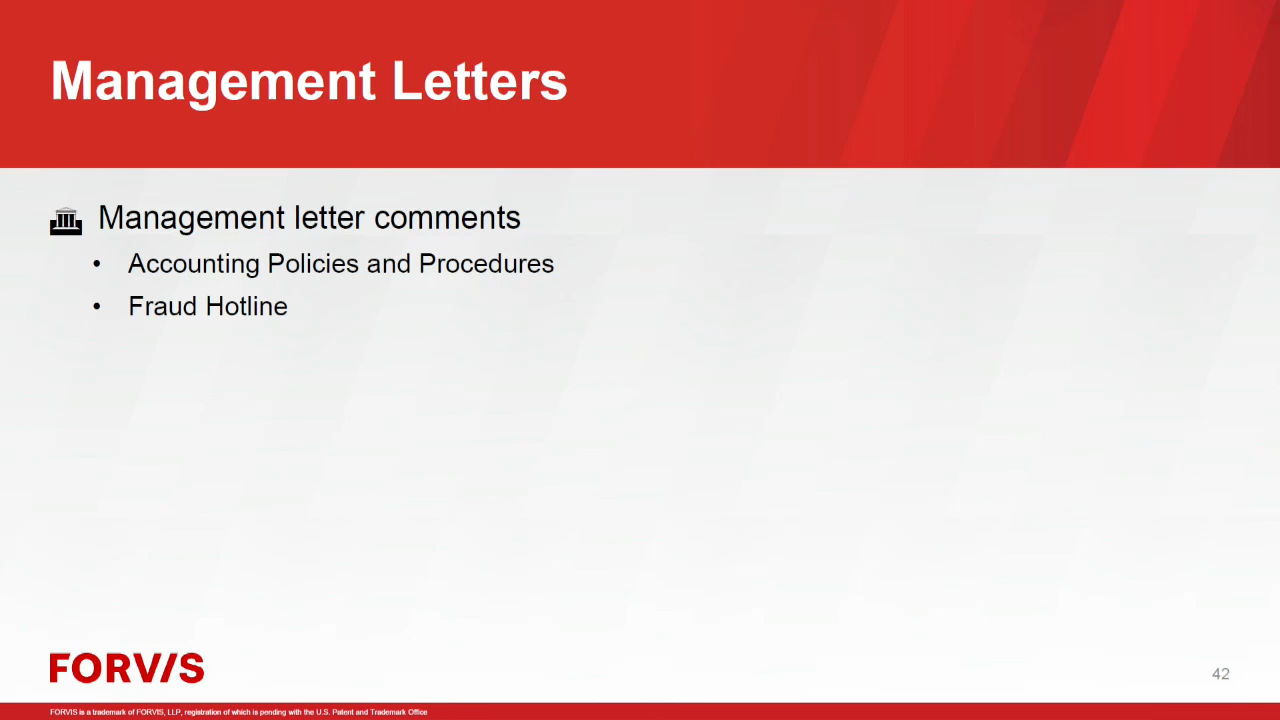 Management Letters
Management letter comments
• Accounting Policies and Procedures
• Fraud Hotline
FORVIS
42
FORVIS is a trademark of FORVIS, LLP, registration of which is pending with the U.S. Patent and Trademark Office